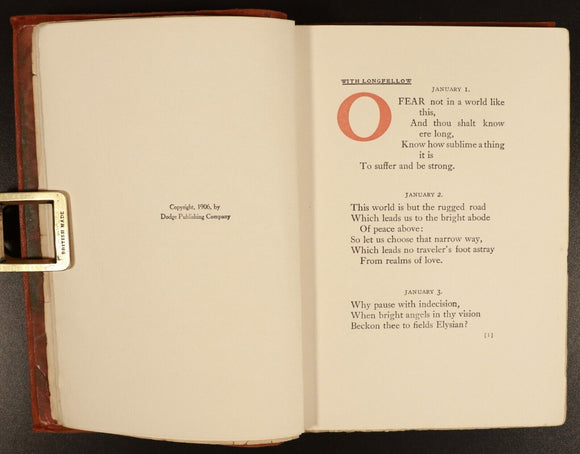 Copyright, 1906, by
Dodge Publishing Company
BRITISH MADE
WITH LONGFELLOW
JANUARY 1.
O FEAR not in a world like
this,
And thou shalt know
ere long,
Know how sublime a thing
it is
To suffer and be strong.
JANUARY 2.
This world is but the rugged road
Which leads us to the bright abode
Of peace above:
So let us choose that narrow way,
Which leads no traveler's foot astray
From realms of love.
JANUARY 3.
Why pause with indecision,
When bright angels in thy vision
Beckon thee to fields Elysian?
[1]